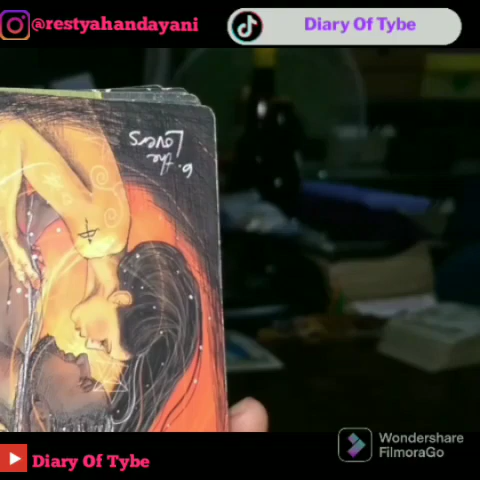 @restyahandayani
Diary Of Tybe
6. the
Lovers
Wondershare
FilmoraGo
Diary Of Tybe